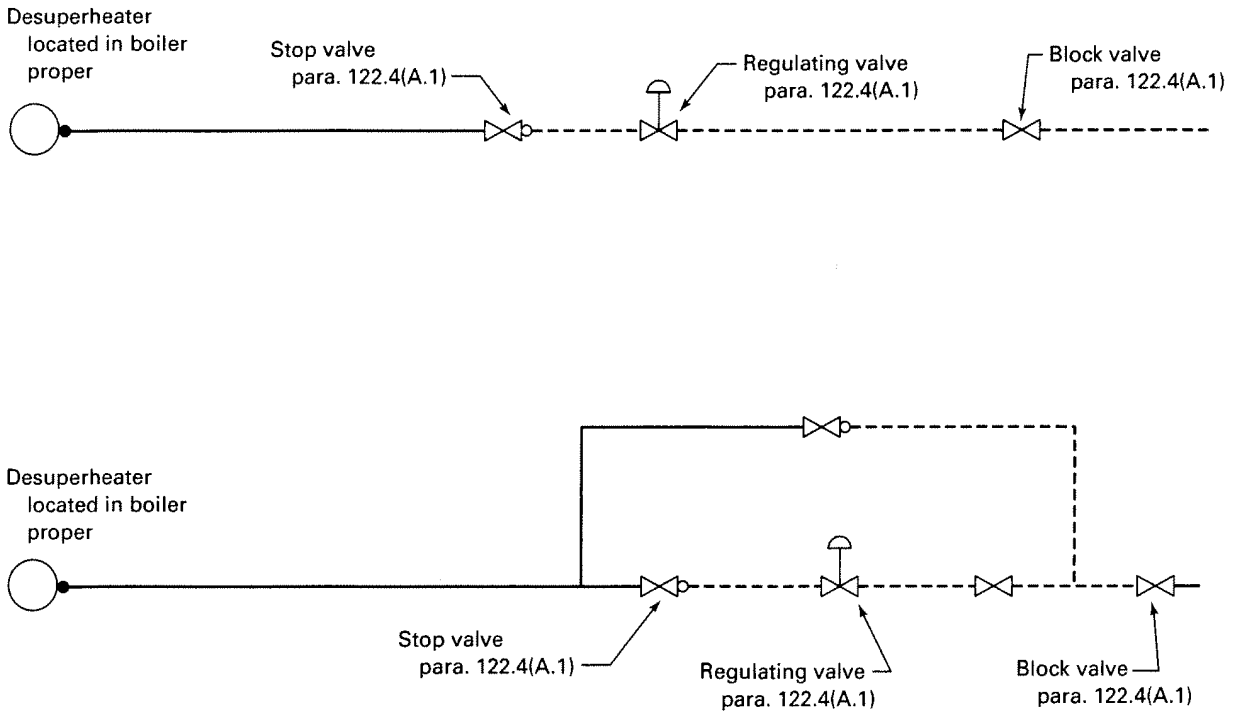 Desuperheater
located in boiler
proper
Stop valve
para. 122.4(A.1)
Regulating valve
para. 122.4(A.1)
Block valve
para. 122.4(A.1)
Desuperheater
located in boiler
proper
Stop valve
para. 122.4(A.1)
Regulating valve
para. 122.4(A.1)
Block valve
para. 122.4(A.1)